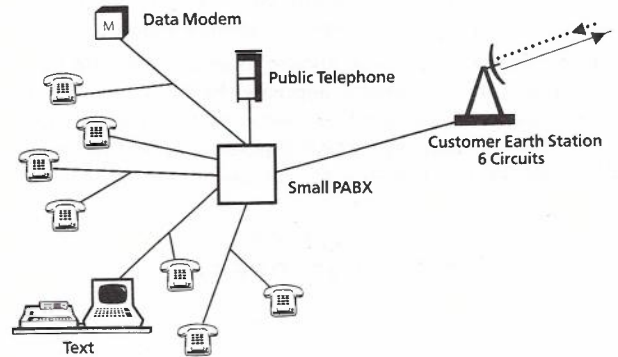 Data Modem
M
Public Telephone
Customer Earth Station
6 Circuits
Small PABX
Text